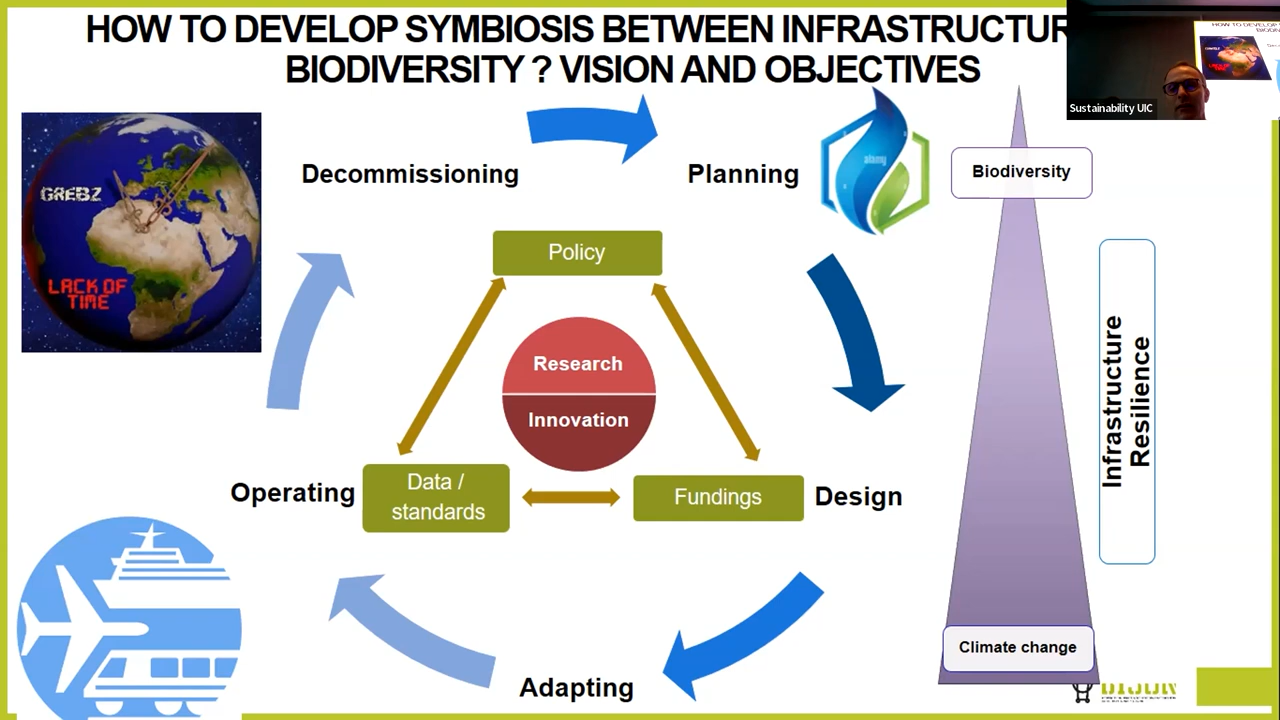 HOW TO DEVELOP SYMBIOSIS BETWEEN INFRASTRUCTUR
BIODIVERSITY ? VISION AND OBJECTIVES
Sustainability UIC
GREBZ
LACK OF
TIME
Decommissioning
Planning
alamy
Biodiversity
Policy
Research
Innovation
Infrastructure
Resilience
Operating
Data /
standards
Fundings
Design
Climate change
Adapting